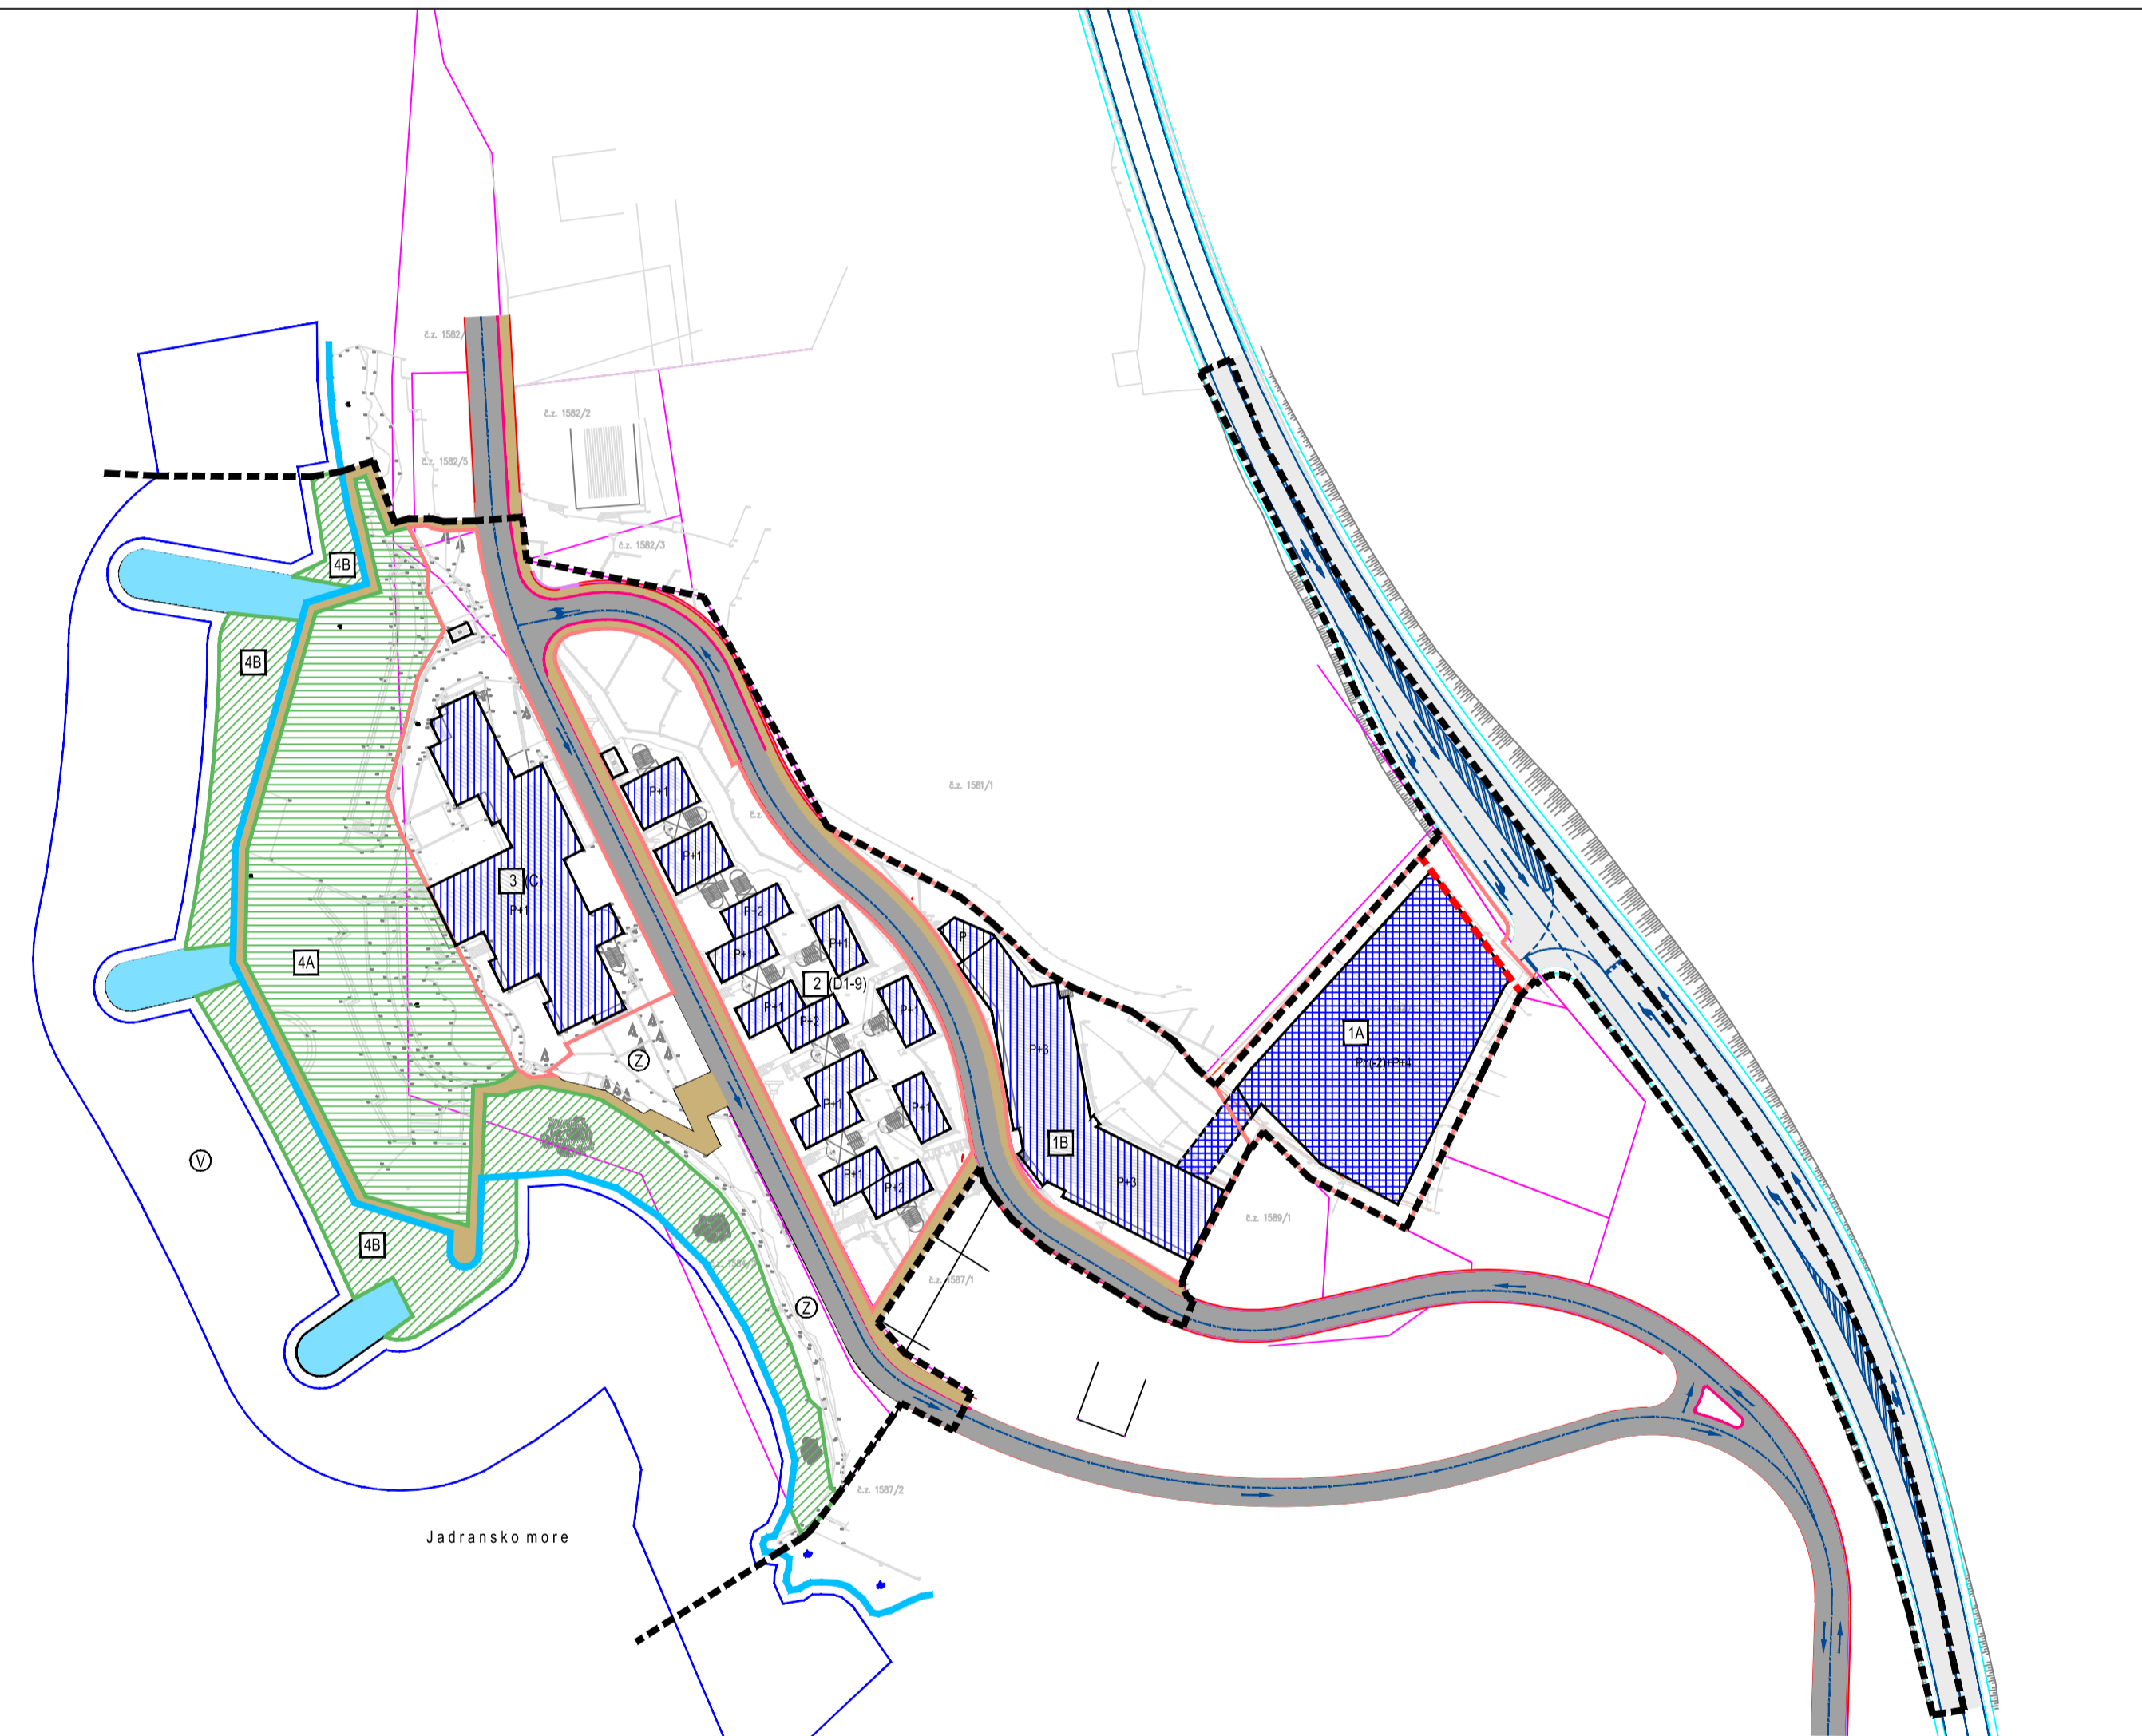 č.z. 1582/
č.z. 1582/2
č.z. 1582/5
č.z. 1582/3
4B
4B
č.z. 1581/1
P+1
č.z.
P+1
3 (C)
P+1
P+2
P
P+1
P+1
4A
2 (D1-9)
P+1
P+1
P+2
1A
P+3
Z
P+1
P+1
1B
V
P+1
P+2
P+3
č.z. 1589/1
4B
č.z. 1587/1
Z
č.z. 1587/2
Jadransko more